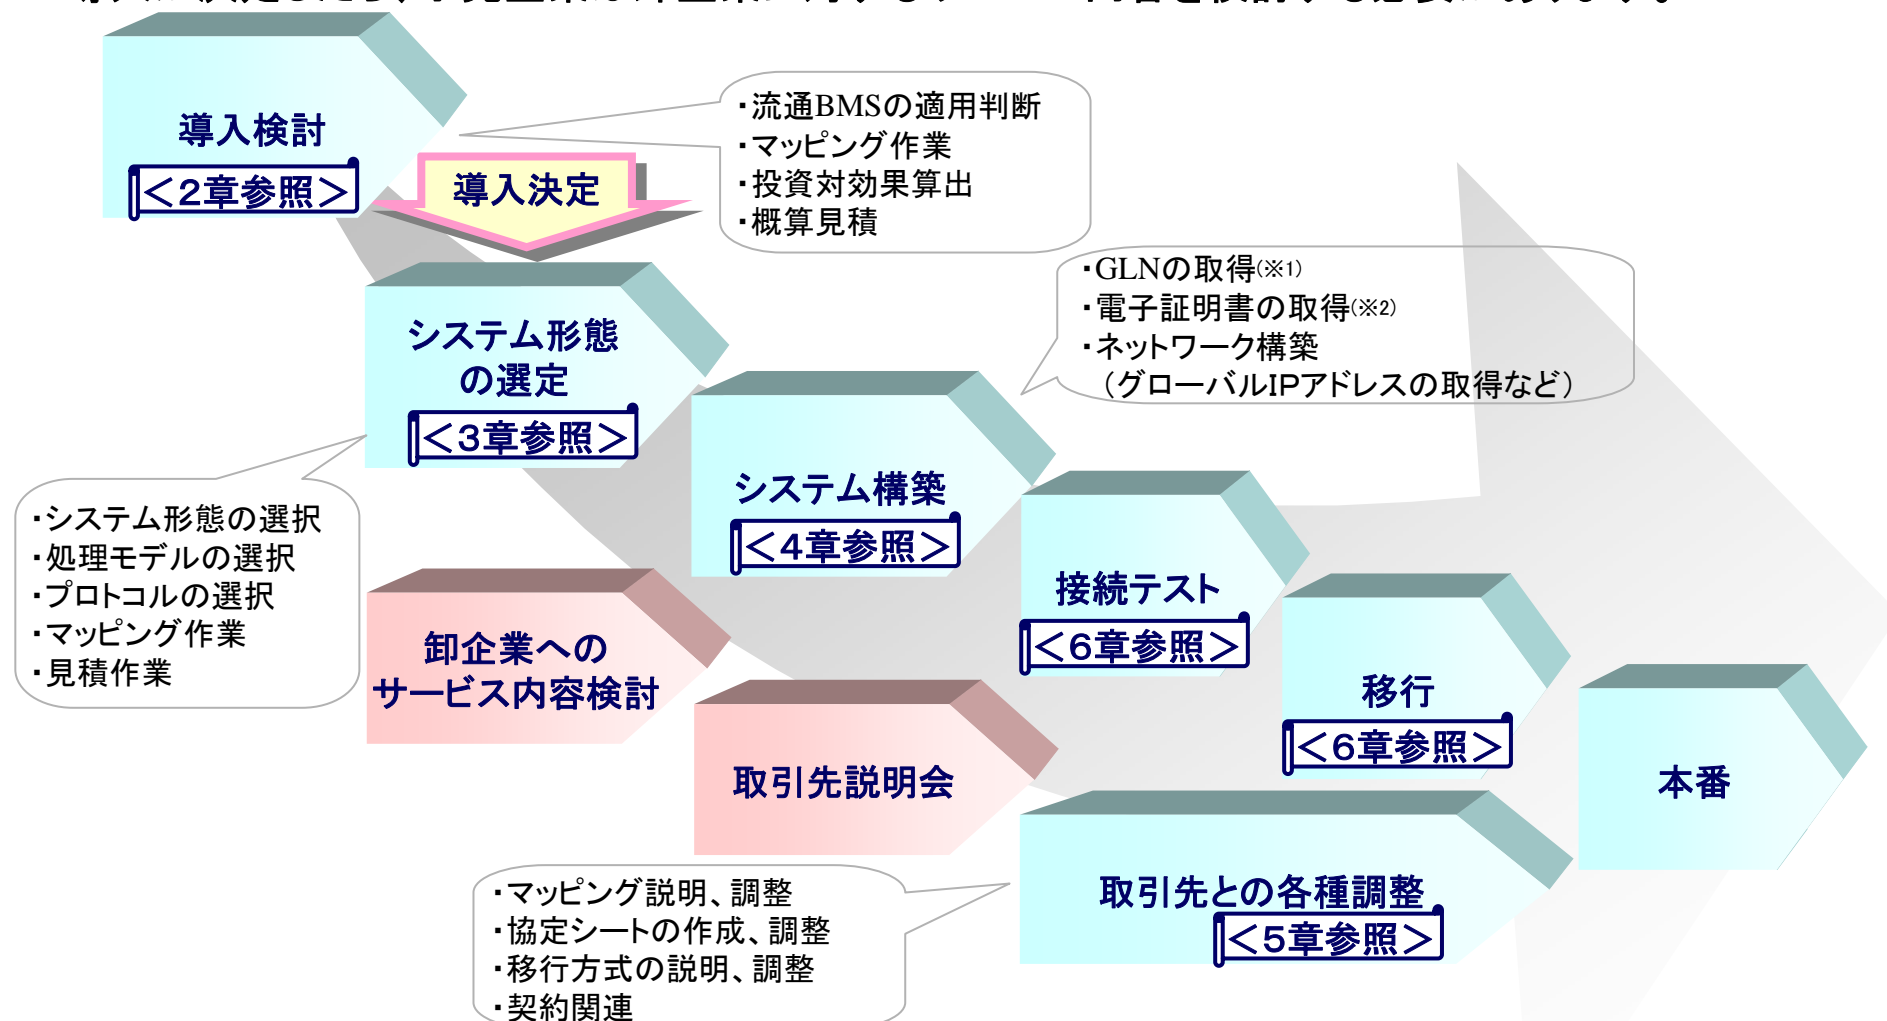 導入検討
＜２章参照＞
・流通BMSの適用判断
・マッピング作業
・投資対効果算出
・概算見積
導入決定
・GLNの取得(※1)
・電子証明書の取得(※2)
・ネットワーク構築
（グローバルIPアドレスの取得など）
システム形態
の選定
＜３章参照＞
システム構築
＜４章参照＞
・システム形態の選択
・処理モデルの選択
・プロトコルの選択
・マッピング作業
・見積作業
接続テスト
＜６章参照＞
卸企業への
サービス内容検討
移行
＜６章参照＞
取引先説明会
本番
・マッピング説明、調整
・協定シートの作成、調整
・移行方式の説明、調整
・契約関連
取引先との各種調整
＜５章参照＞